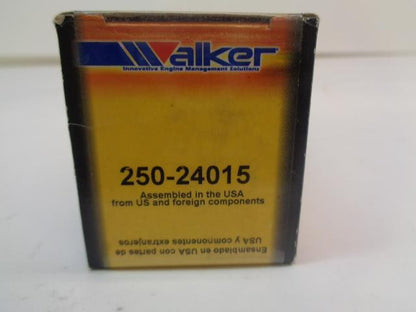 Walker
Innovative Engine Management Solutions
250-24015
Assembled in the USA
from US and foreign components
Ensamblado en USA con partes de
USA y componentes extranjeros